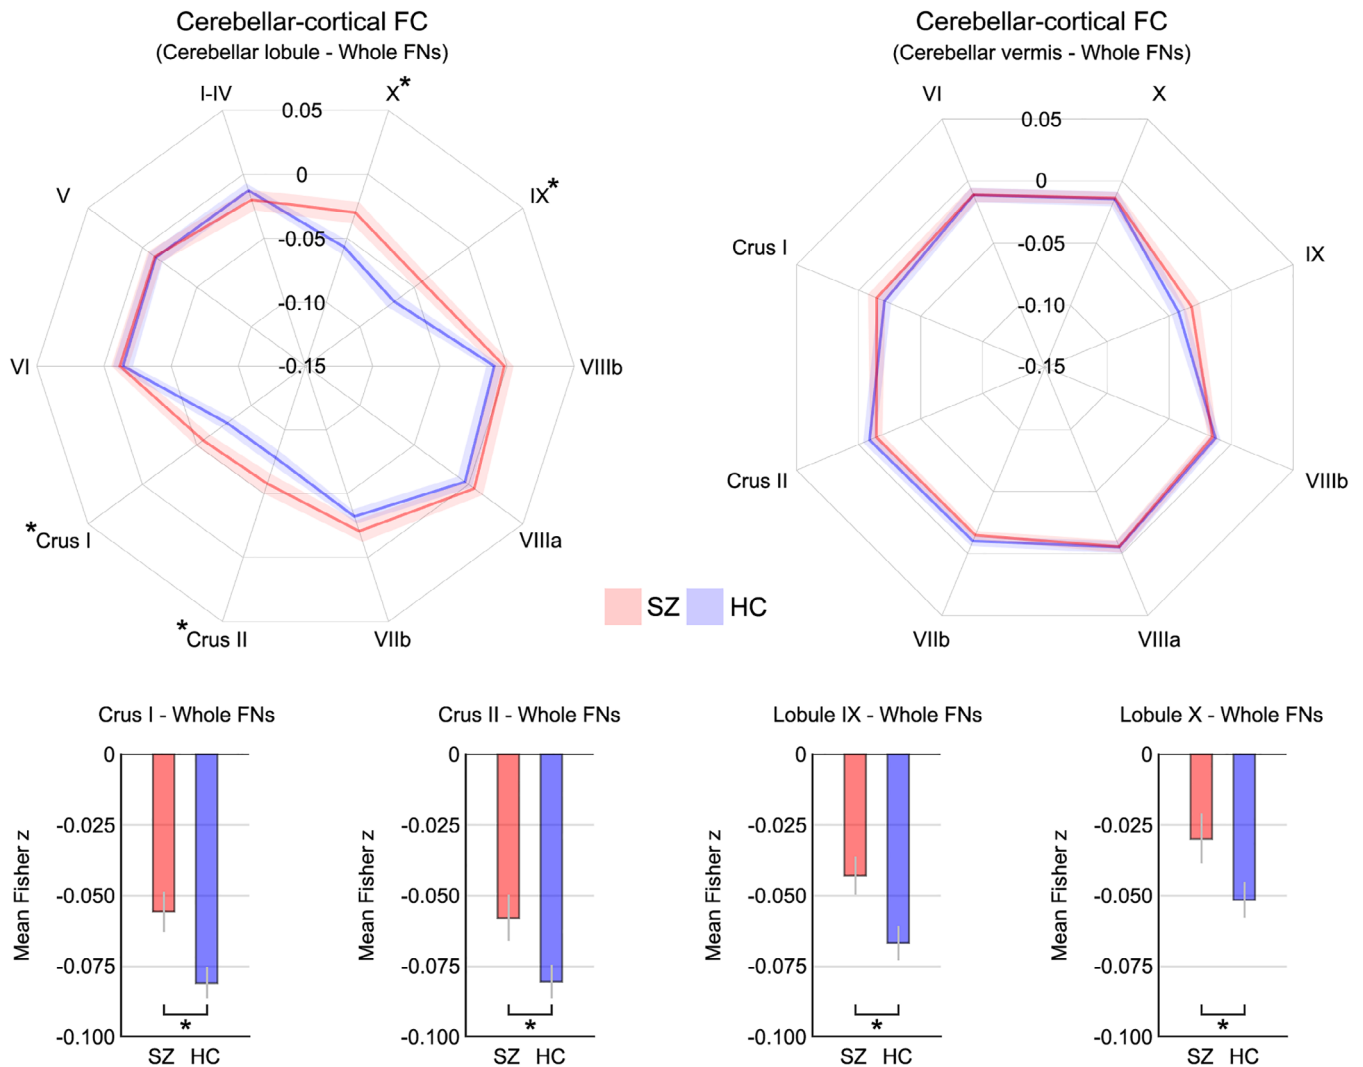 Cerebellar-cortical FC
(Cerebellar lobule - Whole FNs)
I-IV
X*
0.05
V
0
IX*
-0.05
-0.10
VI
-0.15
VIIIb
*Crus I
VIIIa
*Crus II
VIIb
Cerebellar-cortical FC
(Cerebellar vermis - Whole FNs)
VI
X
0.05
0
Crus I
-0.05
IX
-0.10
-0.15
Crus II
VIIIb
VIIb
VIIIa
SZ HC
Crus I - Whole FNs
Mean Fisher z
0
-0.025
-0.050
-0.075
-0.100
*
SZ HC
Crus II - Whole FNs
Mean Fisher z
0
-0.025
-0.050
-0.075
-0.100
*
SZ HC
Lobule IX - Whole FNs
Mean Fisher z
0
-0.025
-0.050
-0.075
-0.100
*
SZ HC
Lobule X - Whole FNs
Mean Fisher z
0
-0.025
-0.050
-0.075
-0.100
*
SZ HC